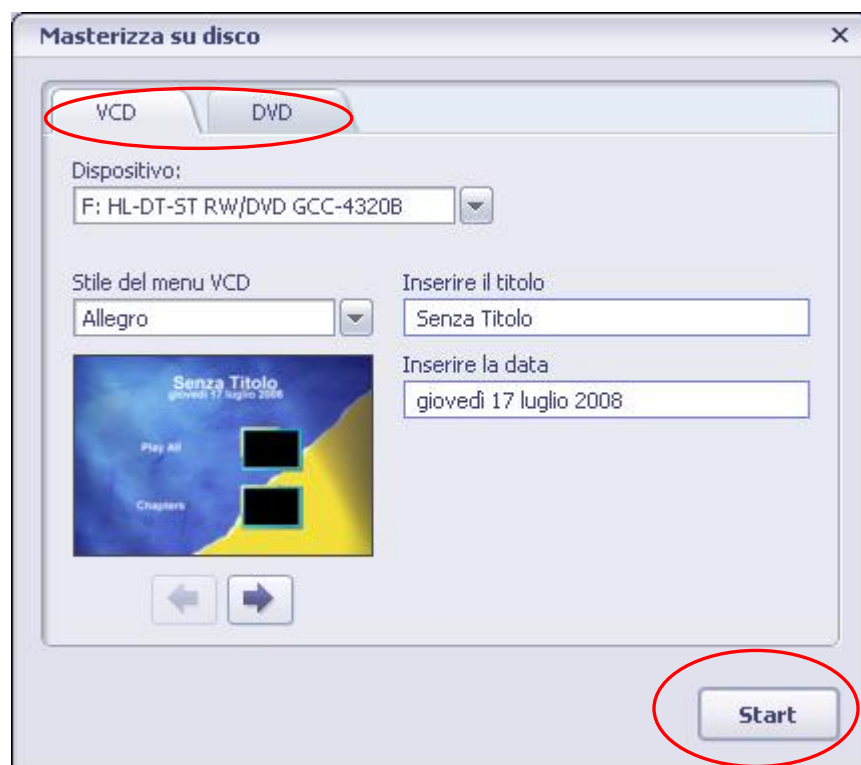 Masterizza su disco
VCD DVD
Dispositivo:
F: HL-DT-ST RW/DVD GCC-4320B
Stile del menu VCD
Allegro
Inserire il titolo
Senza Titolo
Inserire la data
giovedì 17 luglio 2008
Senza Titolo
giovedì 17 luglio 2008
Play All
Chapters
Start